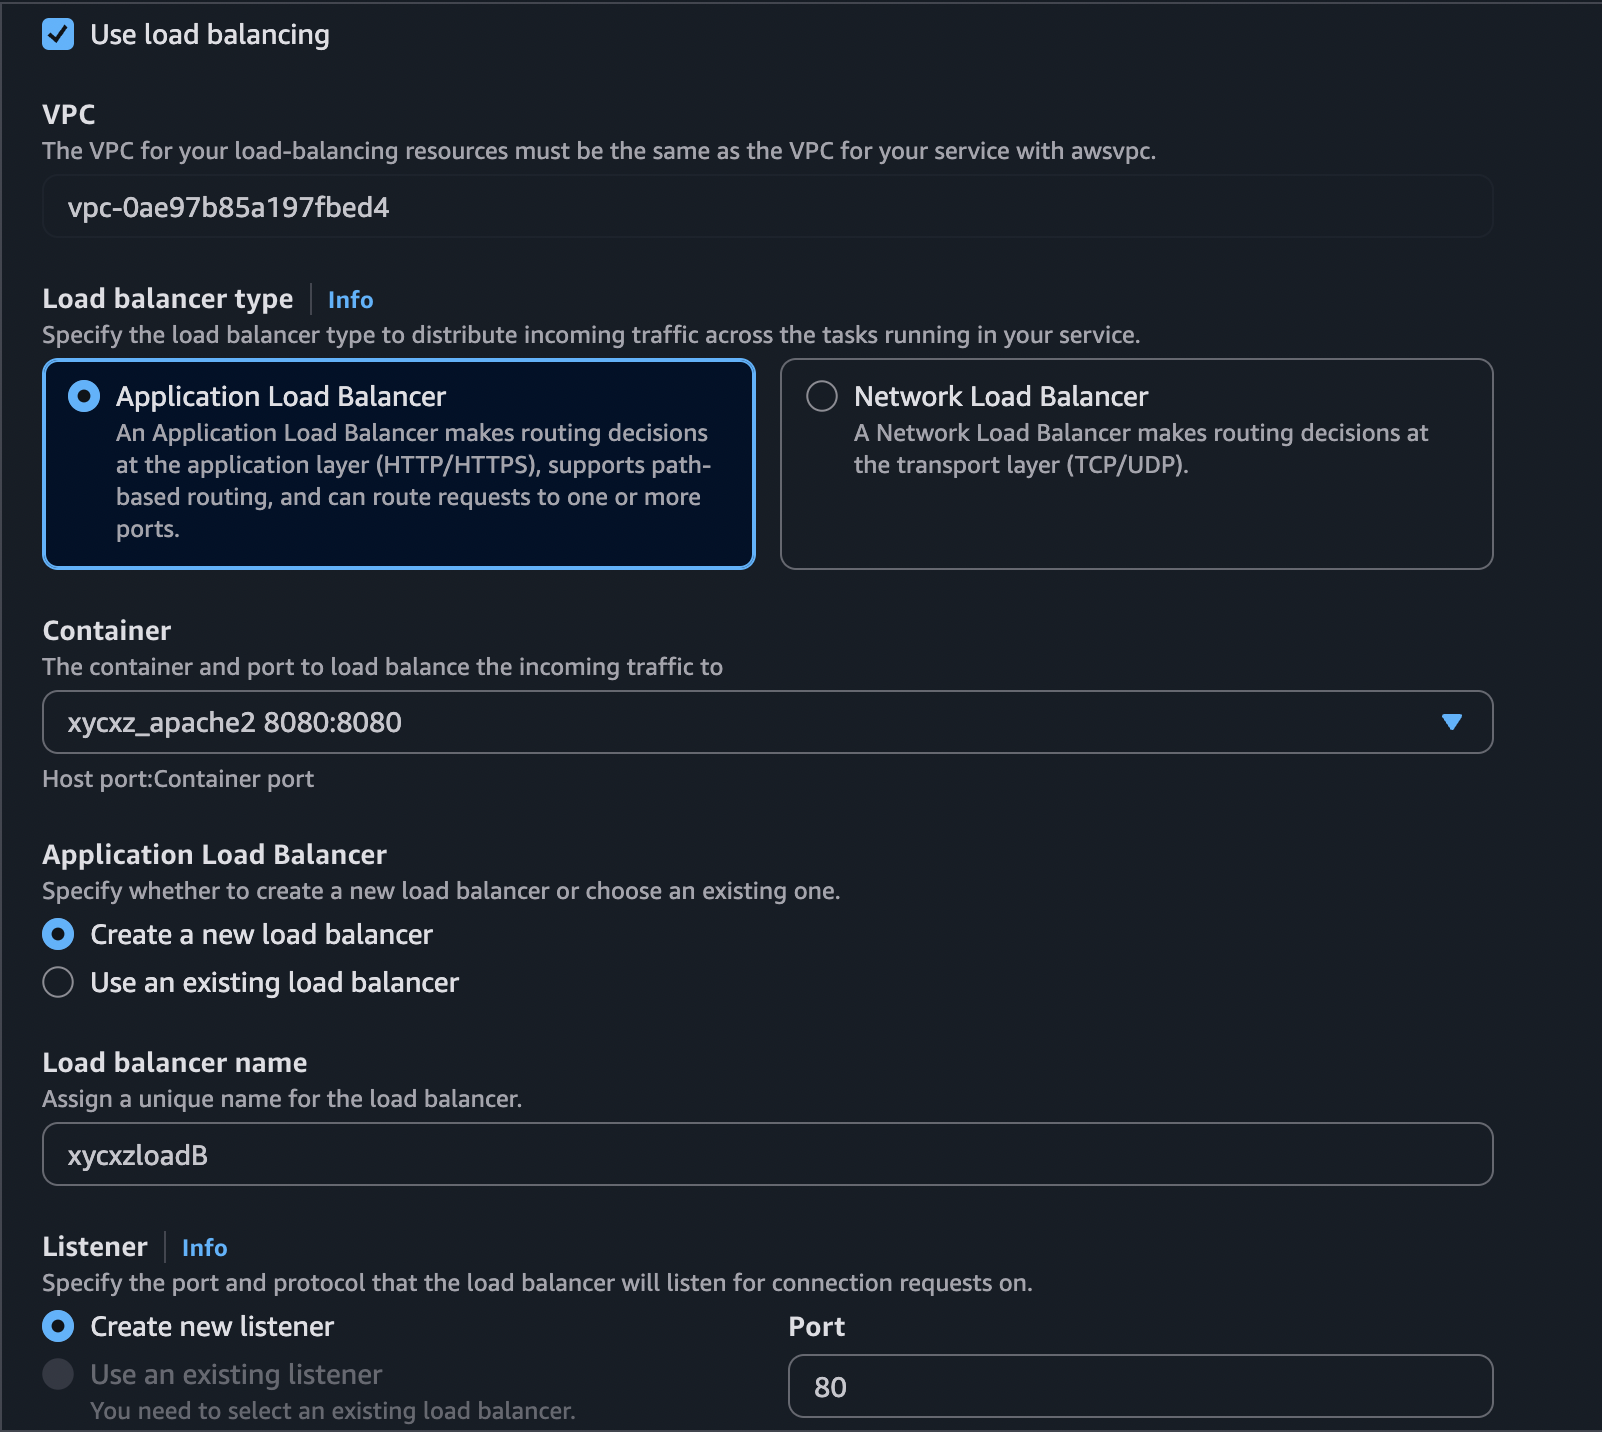 Use load balancing
VPC
The VPC for your load-balancing resources must be the same as the VPC for your service with awsvpc.
vpc-0ae97b85a197fbed4
Load balancer type Info
Specify the load balancer type to distribute incoming traffic across the tasks running in your service.
Application Load Balancer
An Application Load Balancer makes routing decisions
at the application layer (HTTP/HTTPS), supports path-
based routing, and can route requests to one or more
ports.
Network Load Balancer
A Network Load Balancer makes routing decisions at
the transport layer (TCP/UDP).
Container
The container and port to load balance the incoming traffic to
xycxz_apache2 8080:8080
Host port:Container port
Application Load Balancer
Specify whether to create a new load balancer or choose an existing one.
Create a new load balancer
Use an existing load balancer
Load balancer name
Assign a unique name for the load balancer.
xycxzloadB
Listener Info
Specify the port and protocol that the load balancer will listen for connection requests on.
Create new listener
Use an existing listener
You need to select an existing load balancer.
Port
80